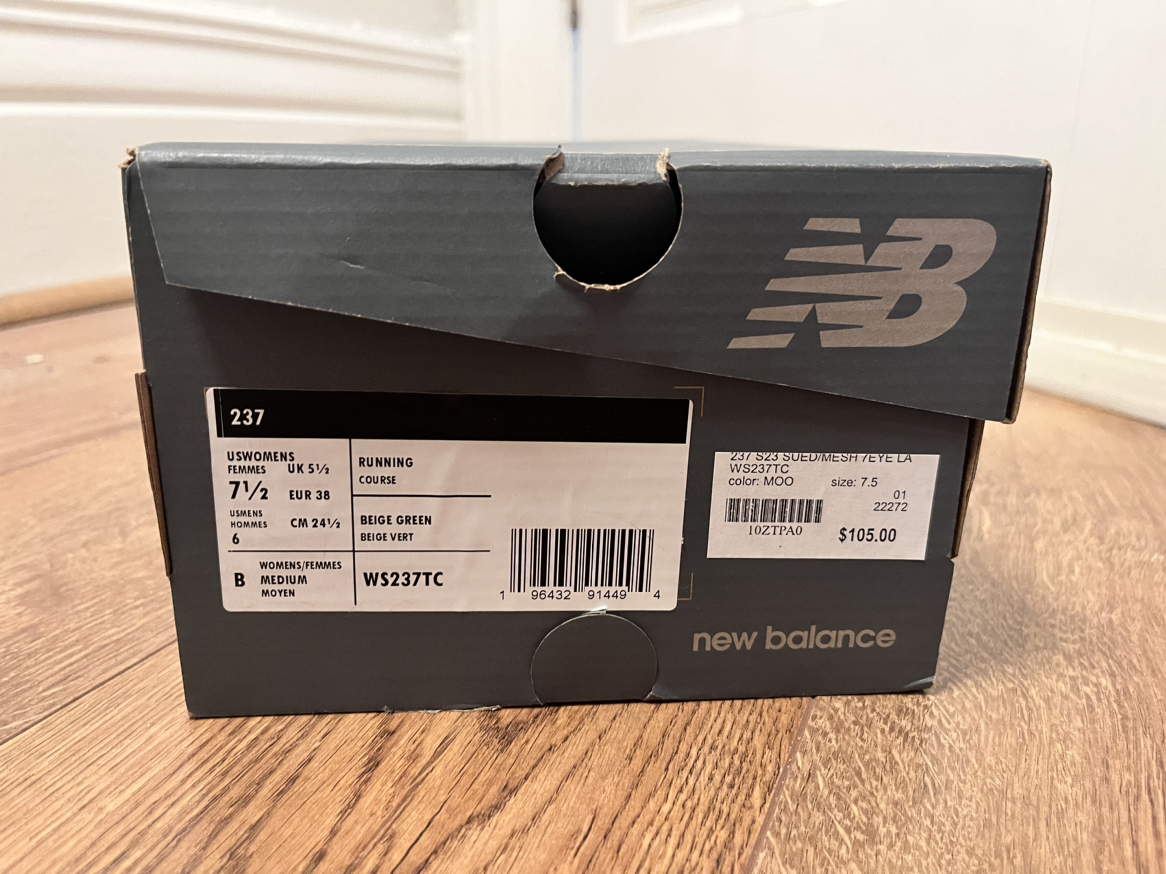 NB
237
USWOMENS
FEMMES
7½
UK 5½
EUR 38
USMENS
HOMMES
6
CM 24½
B
WOMENS/FEMMES
MEDIUM
MOYEN
RUNNING
COURSE
BEIGE GREEN
BEIGE VERT
WS237TC
1 96432 91449 4
237 S23 SUED/MESH 7EYE LA
WS237TC
color: MOO size: 7.5
01
22272
10ZTPA0
$105.00
new balance